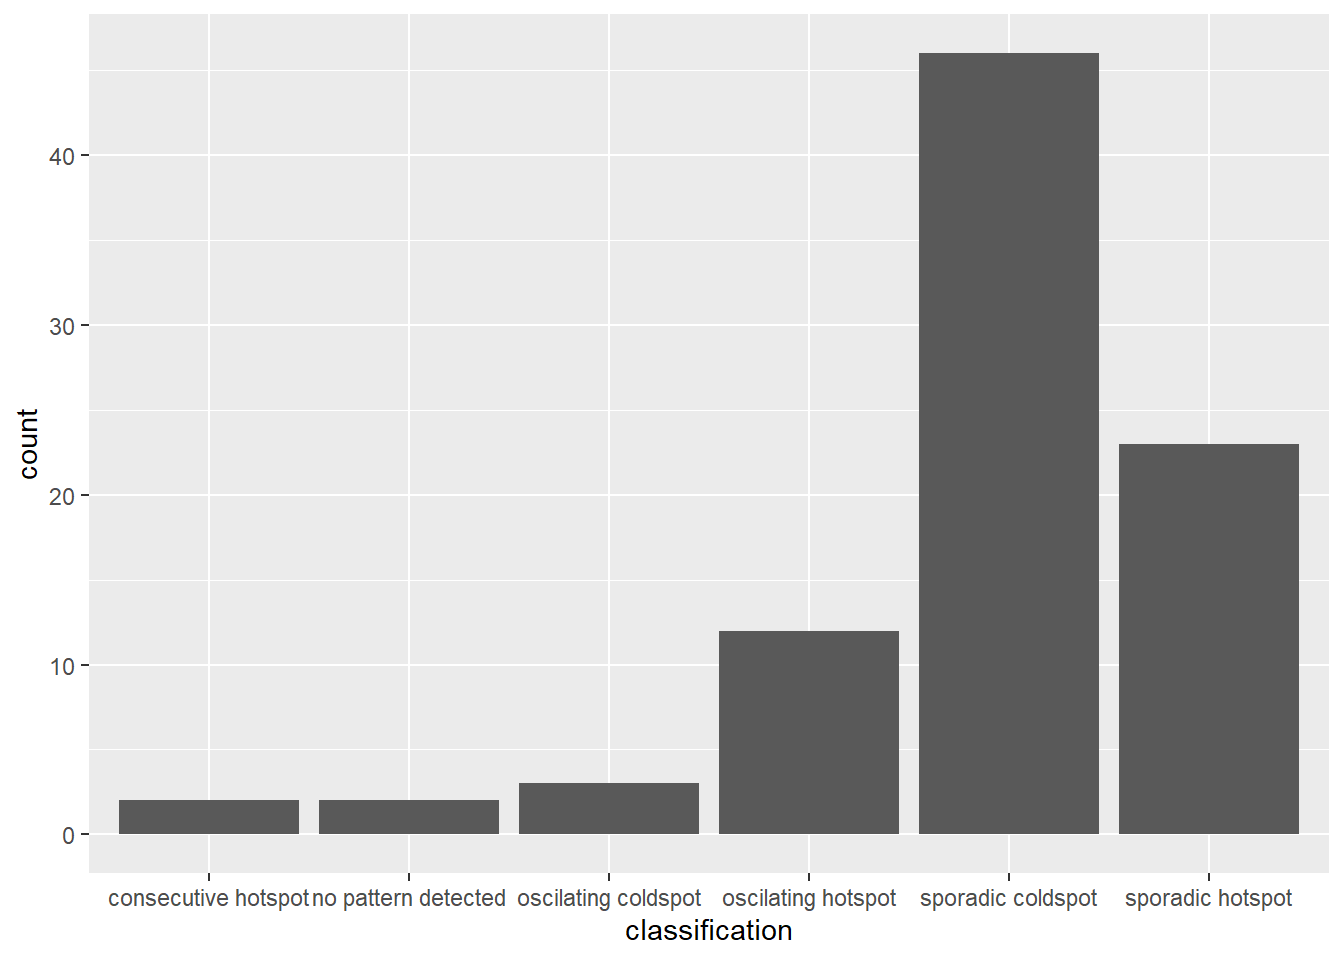 count
40
30
20
10
0
consecutive hotspot no pattern detected oscilating coldspot oscilating hotspot sporadic coldspot sporadic hotspot
classification